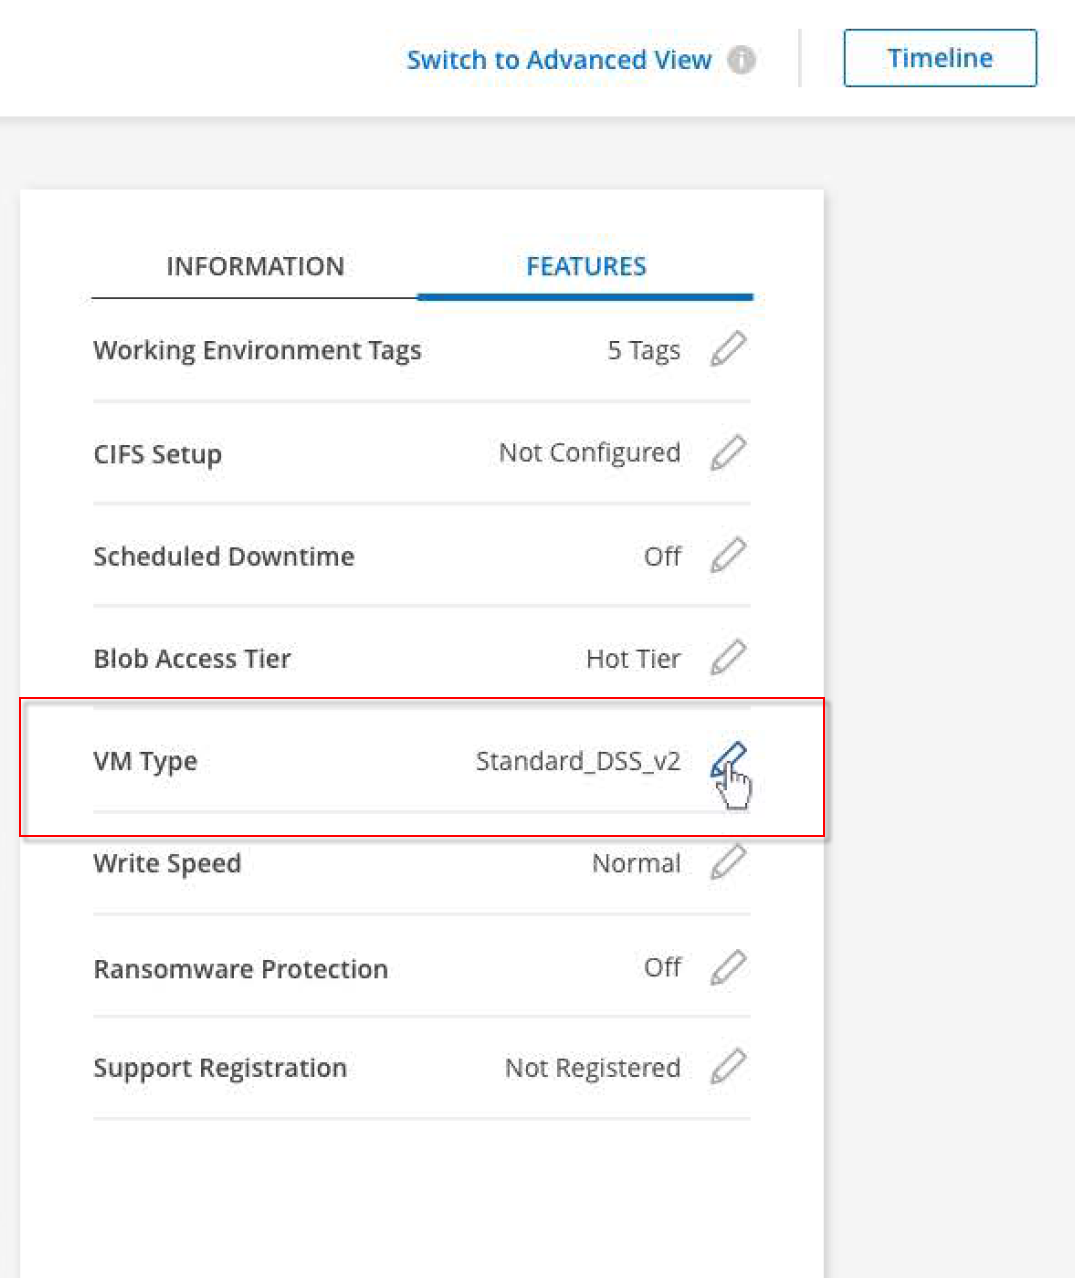 Switch to Advanced View
Timeline
INFORMATION FEATURES
Working Environment Tags 5 Tags
CIFS Setup Not Configured
Scheduled Downtime Off
Blob Access Tier Hot Tier
VM Type Standard_DSS_v2
Write Speed Normal
Ransomware Protection Off
Support Registration Not Registered